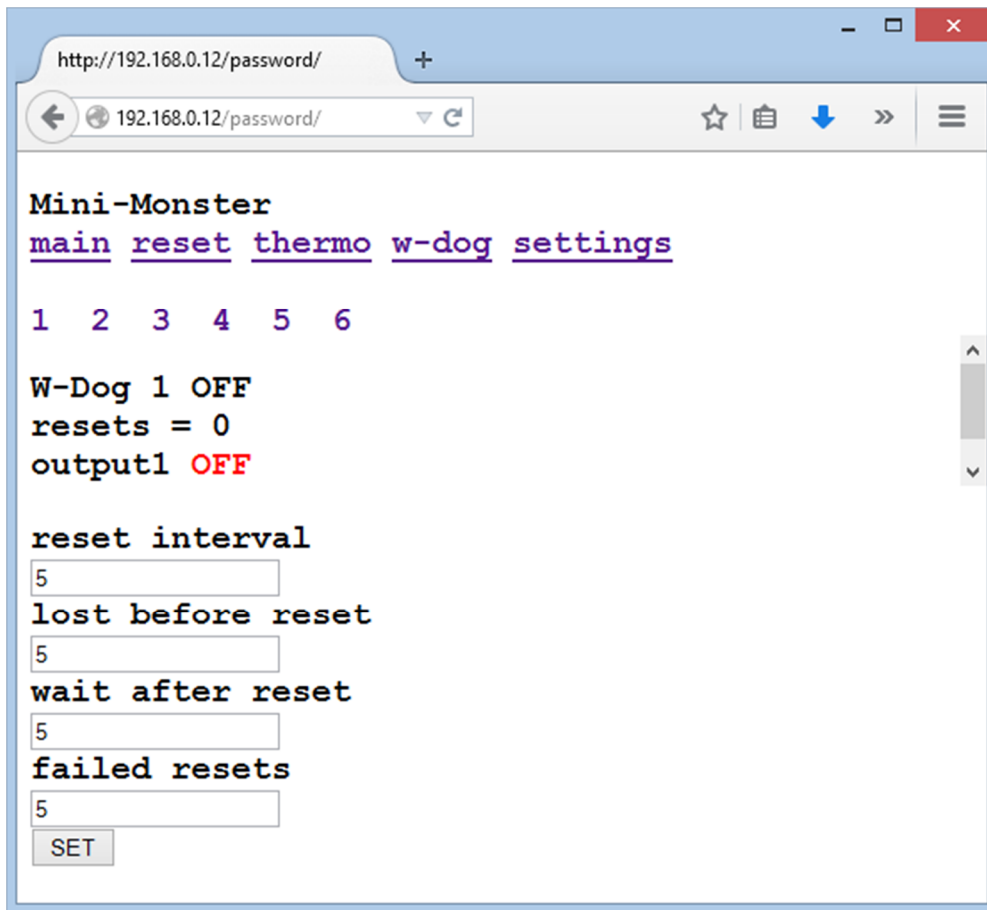 http://192.168.0.12/password/
192.168.0.12/password/
Mini-Monster
main reset thermo w-dog settings
1 2 3 4 5 6
W-Dog 1 OFF
resets = 0
output1 OFF
reset interval
5
lost before reset
5
wait after reset
5
failed resets
5
SET